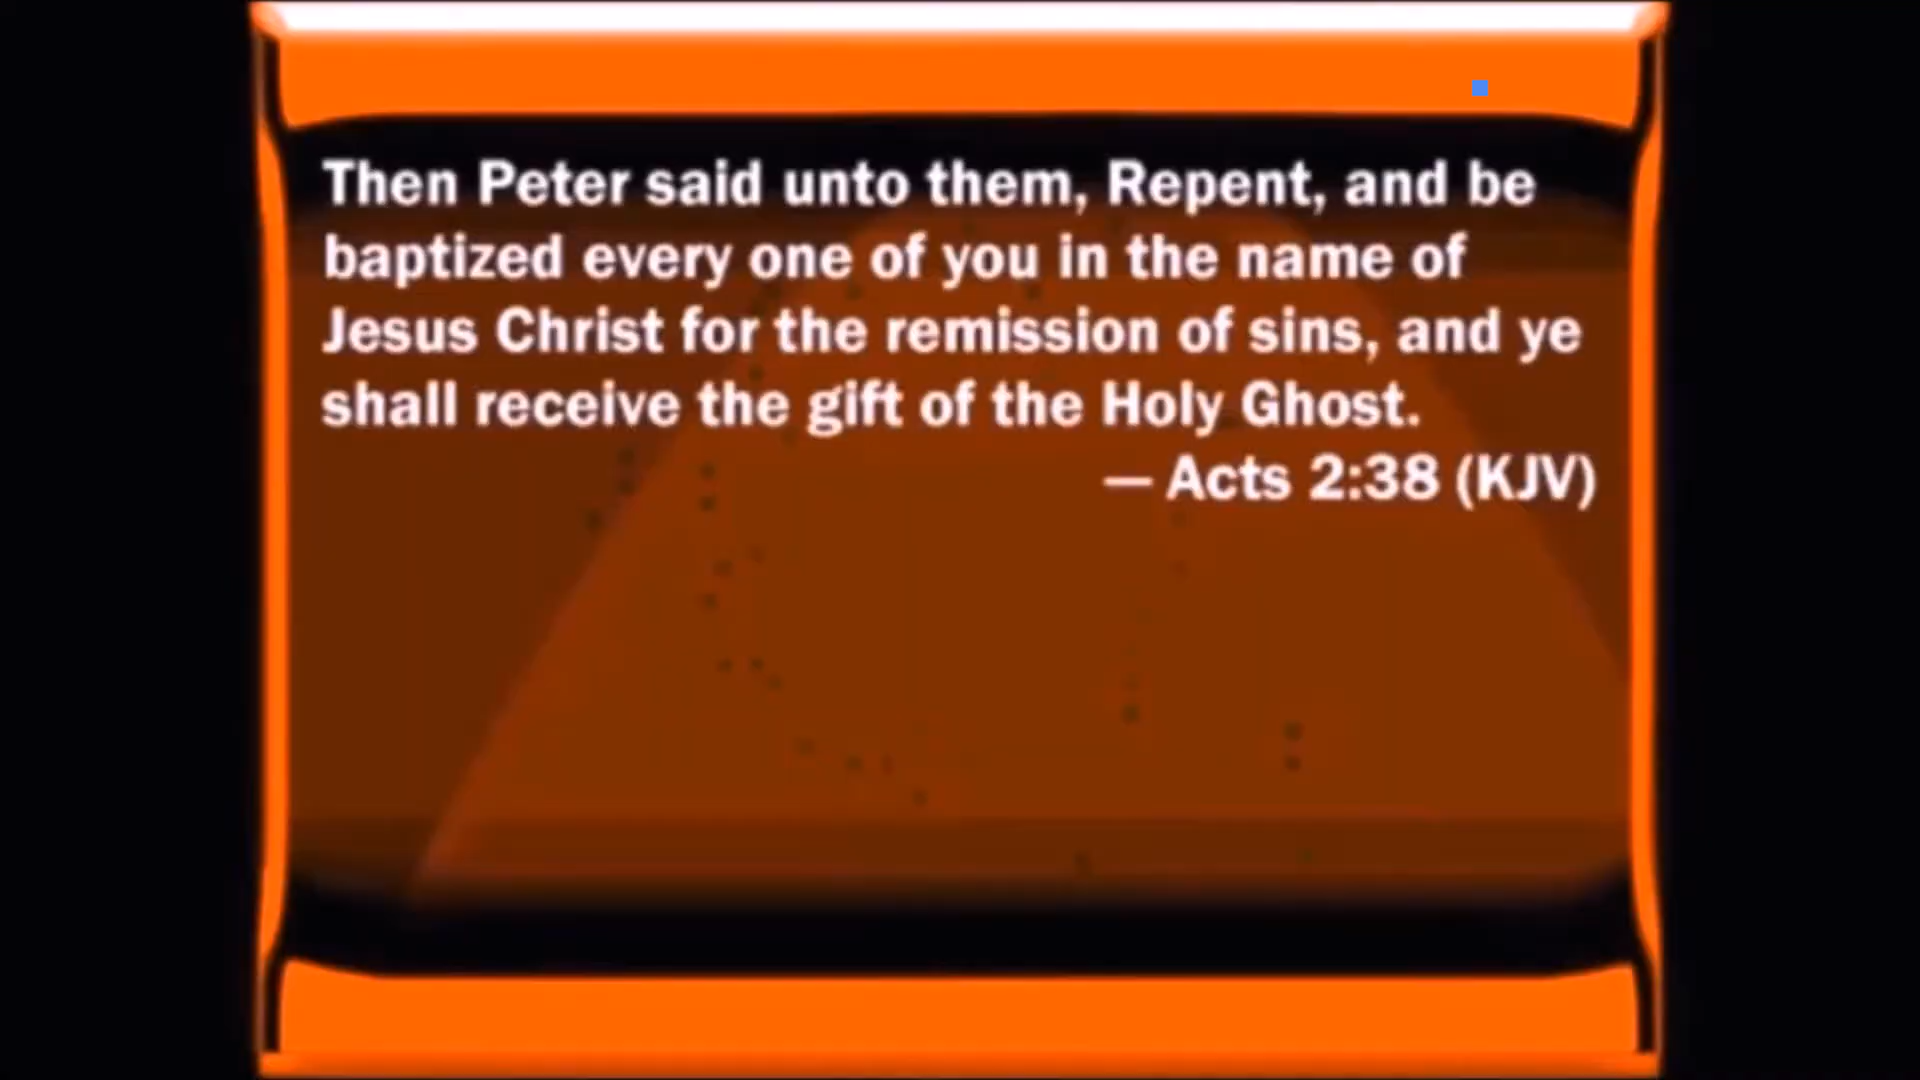 Then Peter said unto them, Repent, and be
baptized every one of you in the name of
Jesus Christ for the remission of sins, and ye
shall receive the gift of the Holy Ghost.
— Acts 2:38 (KJV)